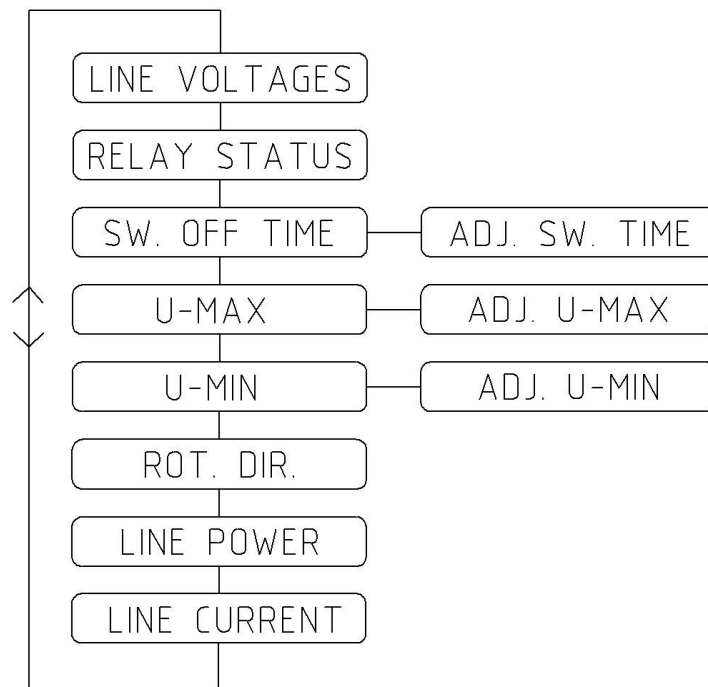 LINE VOLTAGES
RELAY STATUS
SW. OFF TIME
ADJ. SW. TIME
U-MAX
ADJ. U-MAX
U-MIN
ADJ. U-MIN
ROT. DIR.
LINE POWER
LINE CURRENT